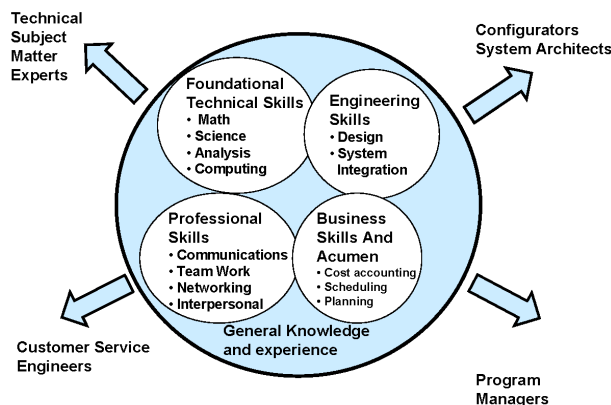 Technical
Subject
Matter
Experts
Configurators
System Architects
Foundational
Technical Skills
• Math
• Science
• Analysis
• Computing
Engineering
Skills
• Design
• System
Integration
Professional
Skills
• Communications
• Team Work
• Networking
• Interpersonal
Business
Skills And
Acumen
• Cost accounting
• Scheduling
• Planning
General Knowledge
and experience
Customer Service
Engineers
Program
Managers